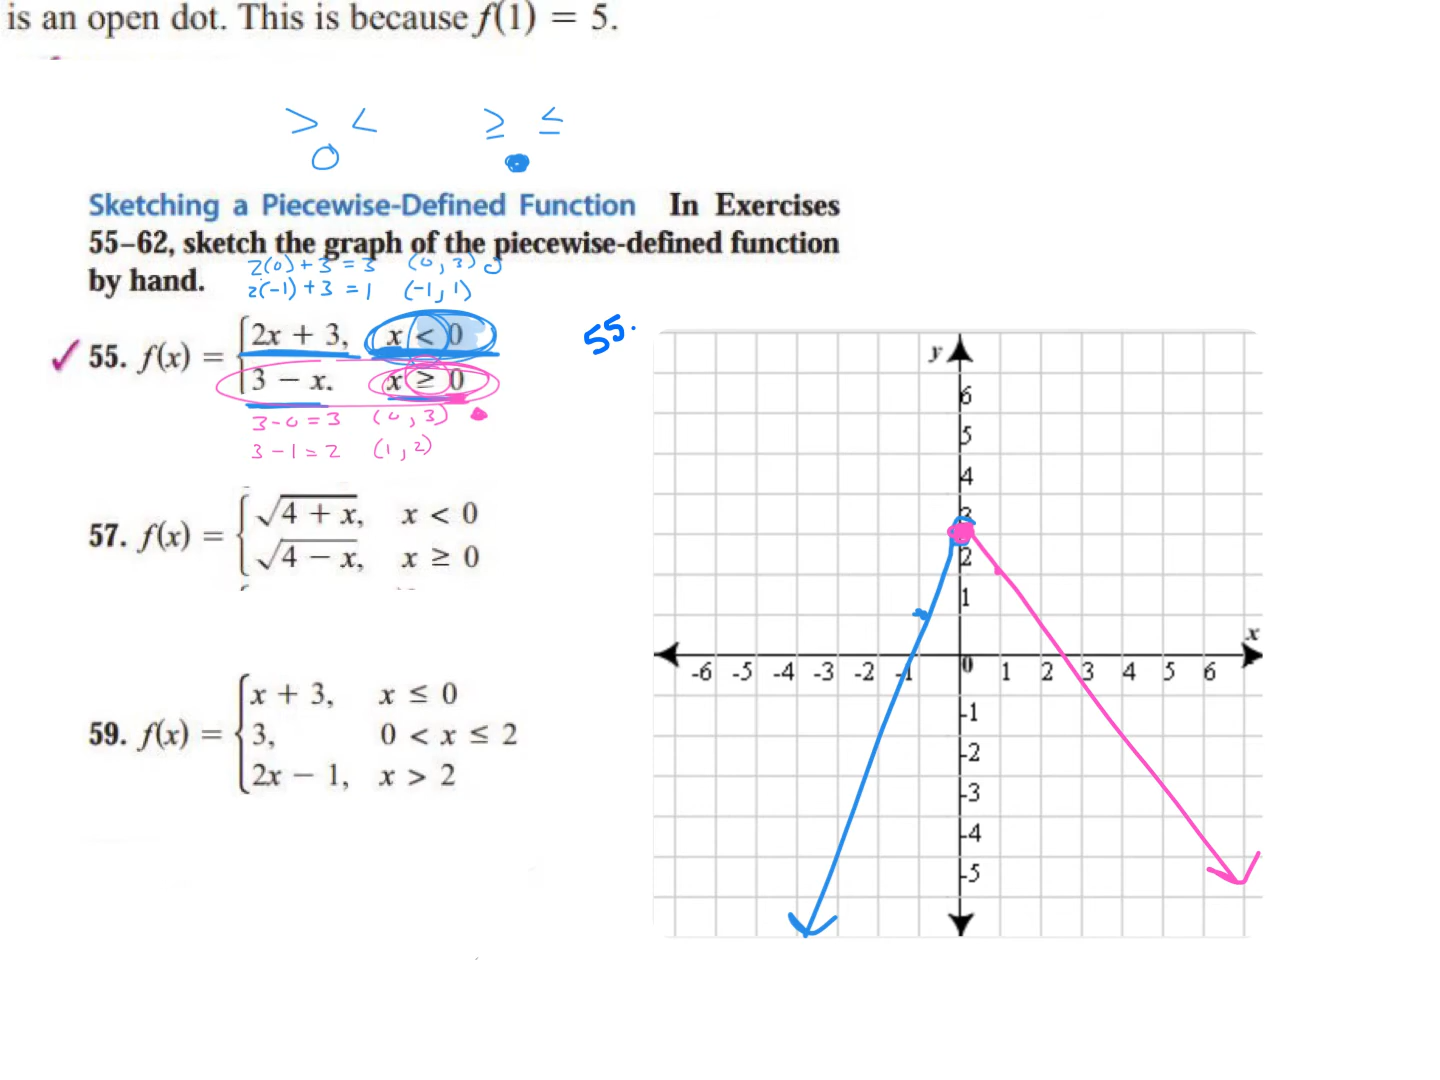 is an open dot. This is because f(1) = 5.
> < ≥ ≤
Sketching a Piecewise-Defined Function In Exercises
55–62, sketch the graph of the piecewise-defined function
by hand.
2(0)+3 = 3 (0, 3)
2(-1)+3 = 1 (-1, 1)
55. f(x) = { 2x + 3, x < 0
3 − x, x ≥ 0
3-0=3 (0, 3)
3-1=2 (1, 2)
57. f(x) = { √4 + x, x < 0
√4 − x, x ≥ 0
59. f(x) = { x + 3, x ≤ 0
3, 0 < x ≤ 2
2x − 1, x > 2
55.
y
6
5
4
3
2
1
x
-6 -5 -4 -3 -2 -1 0 1 2 3 4 5 6
-1
-2
-3
-4
-5